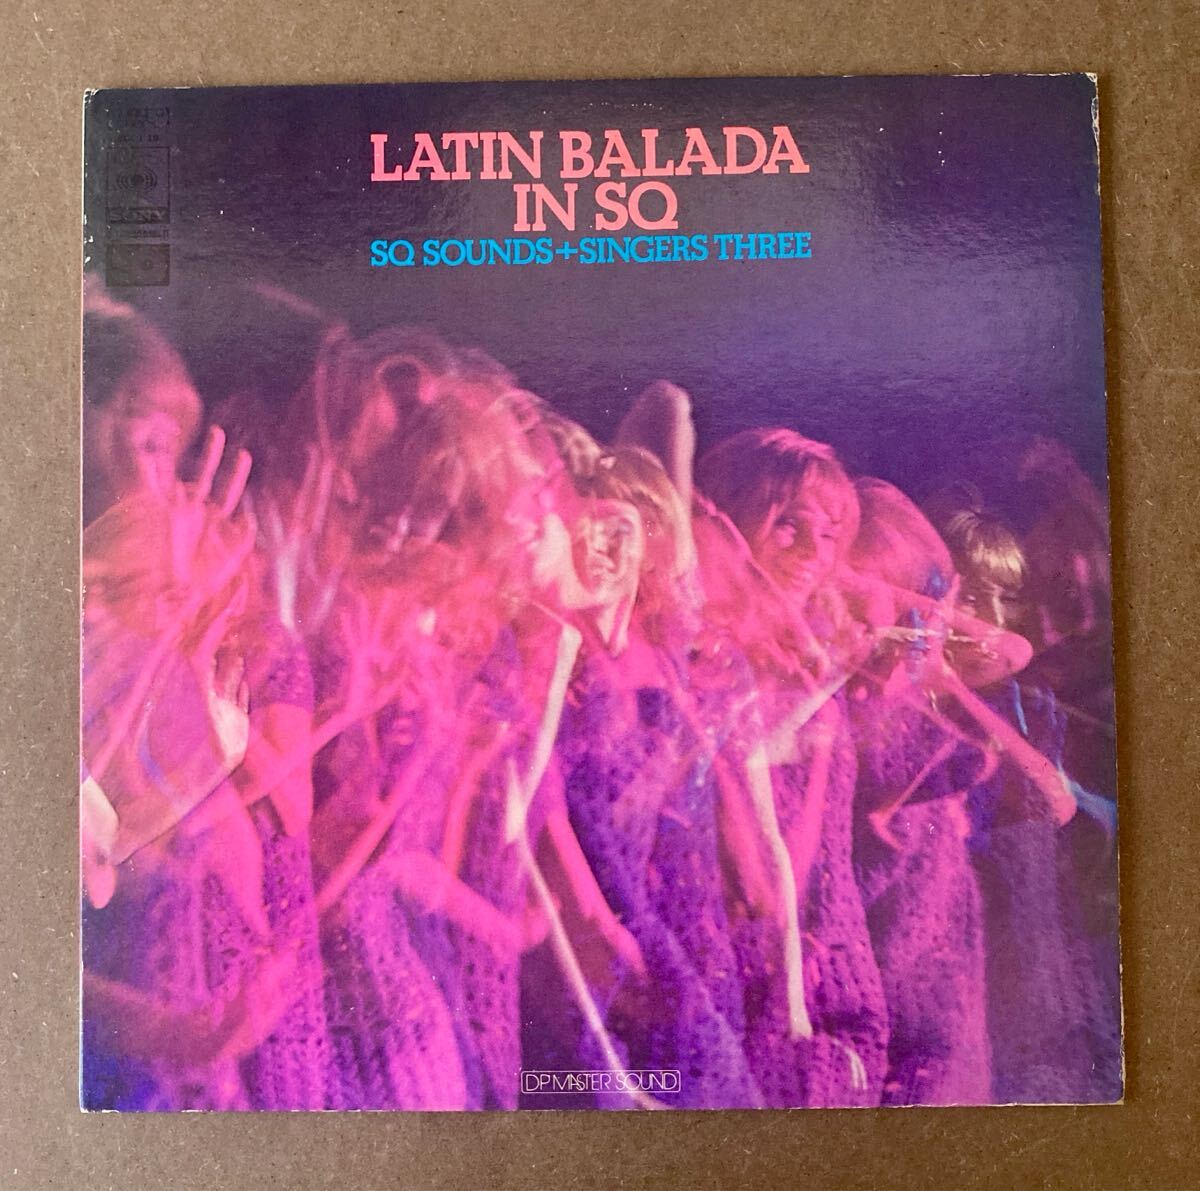 SONY
LATIN BALADA
IN SQ
SQ SOUNDS+SINGERS THREE
DP MASTER SOUND